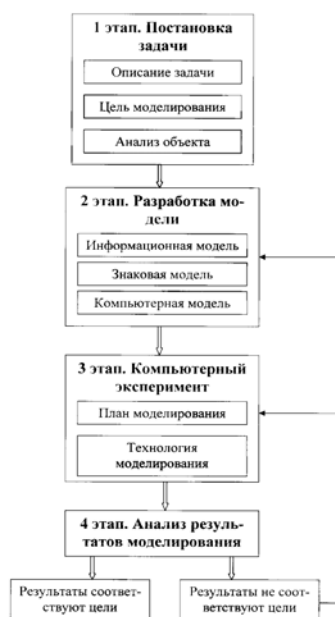 1 этап. Постановка
задачи
Описание задачи
Цель моделирования
Анализ объекта
2 этап. Разработка мо-
дели
Информационная модель
Знаковая модель
Компьютерная модель
3 этап. Компьютерный
эксперимент
План моделирования
Технология
моделирования
4 этап. Анализ резуль-
татов моделирования
Результаты соответ-
ствуют цели
Результаты не соот-
ветствуют цели